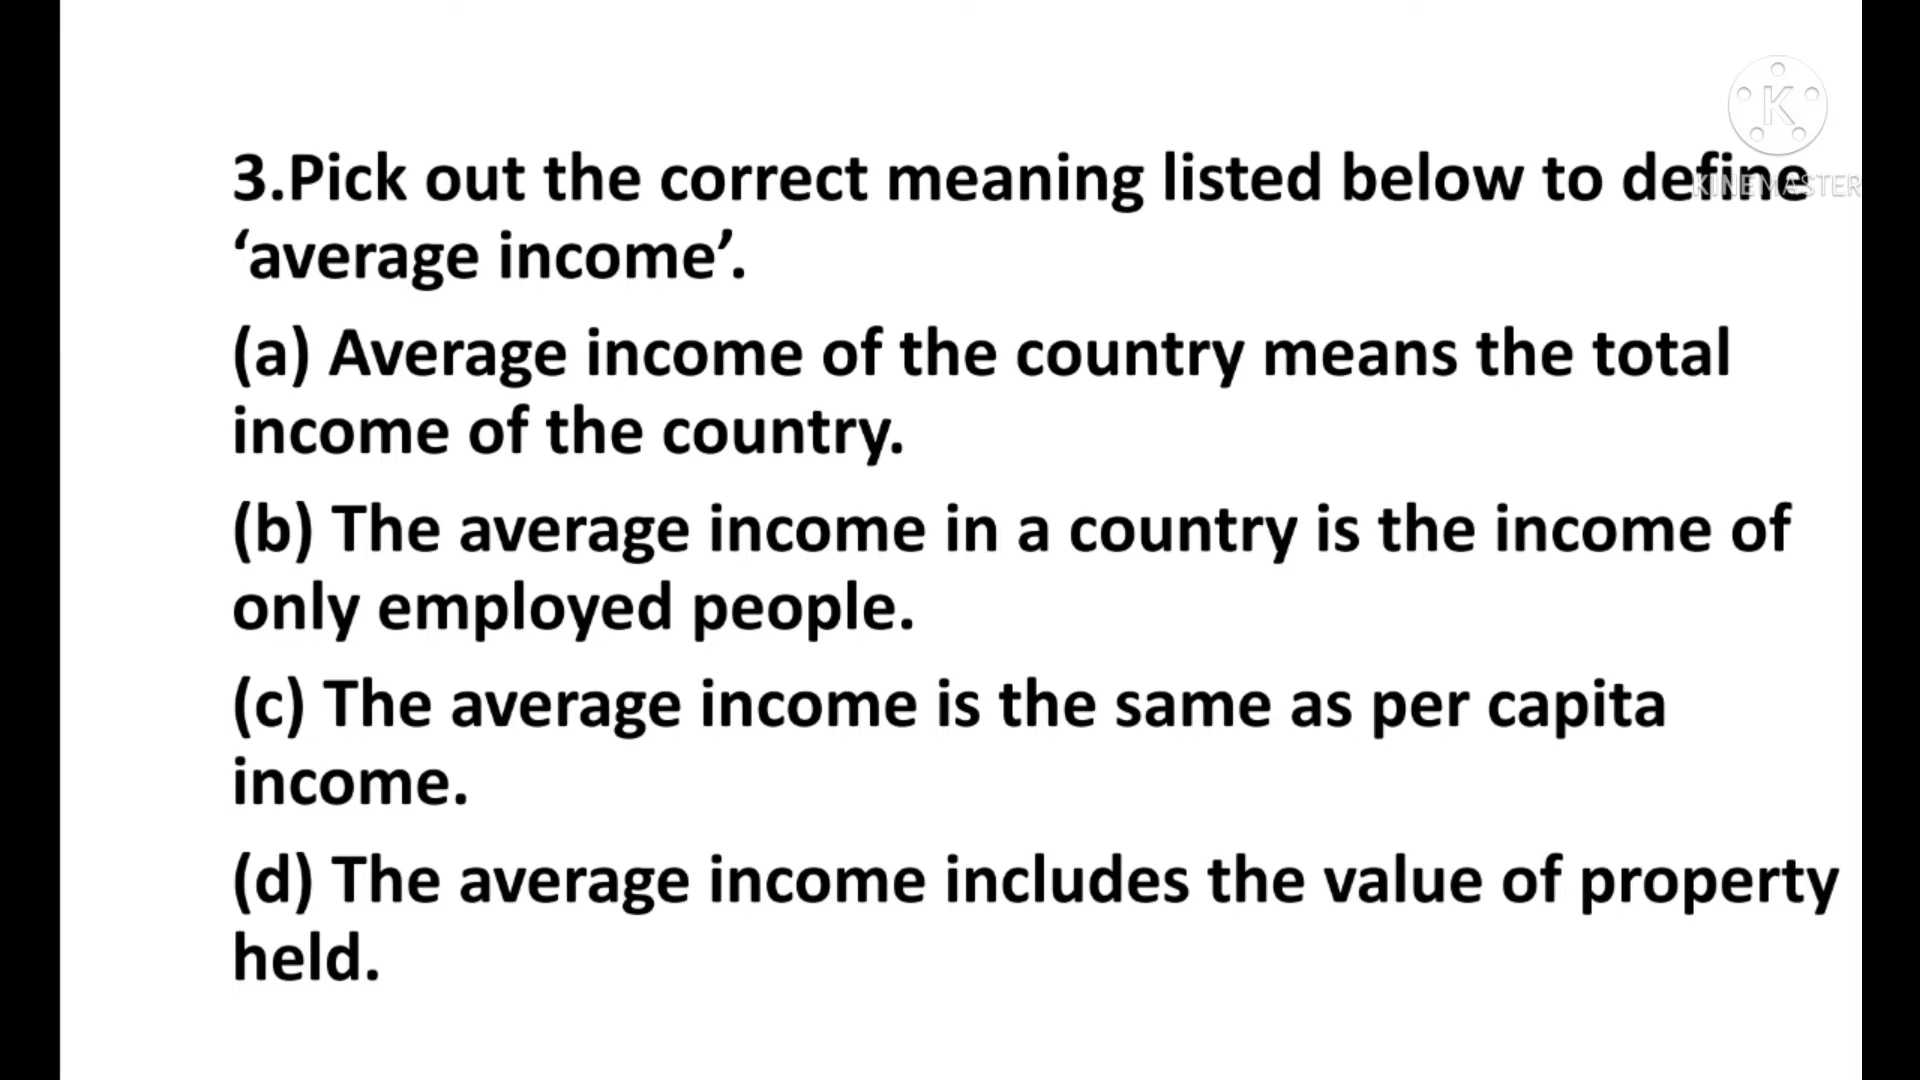 3.Pick out the correct meaning listed below to define
‘average income’.
(a) Average income of the country means the total
income of the country.
(b) The average income in a country is the income of
only employed people.
(c) The average income is the same as per capita
income.
(d) The average income includes the value of property
held.
K
KINEMASTER